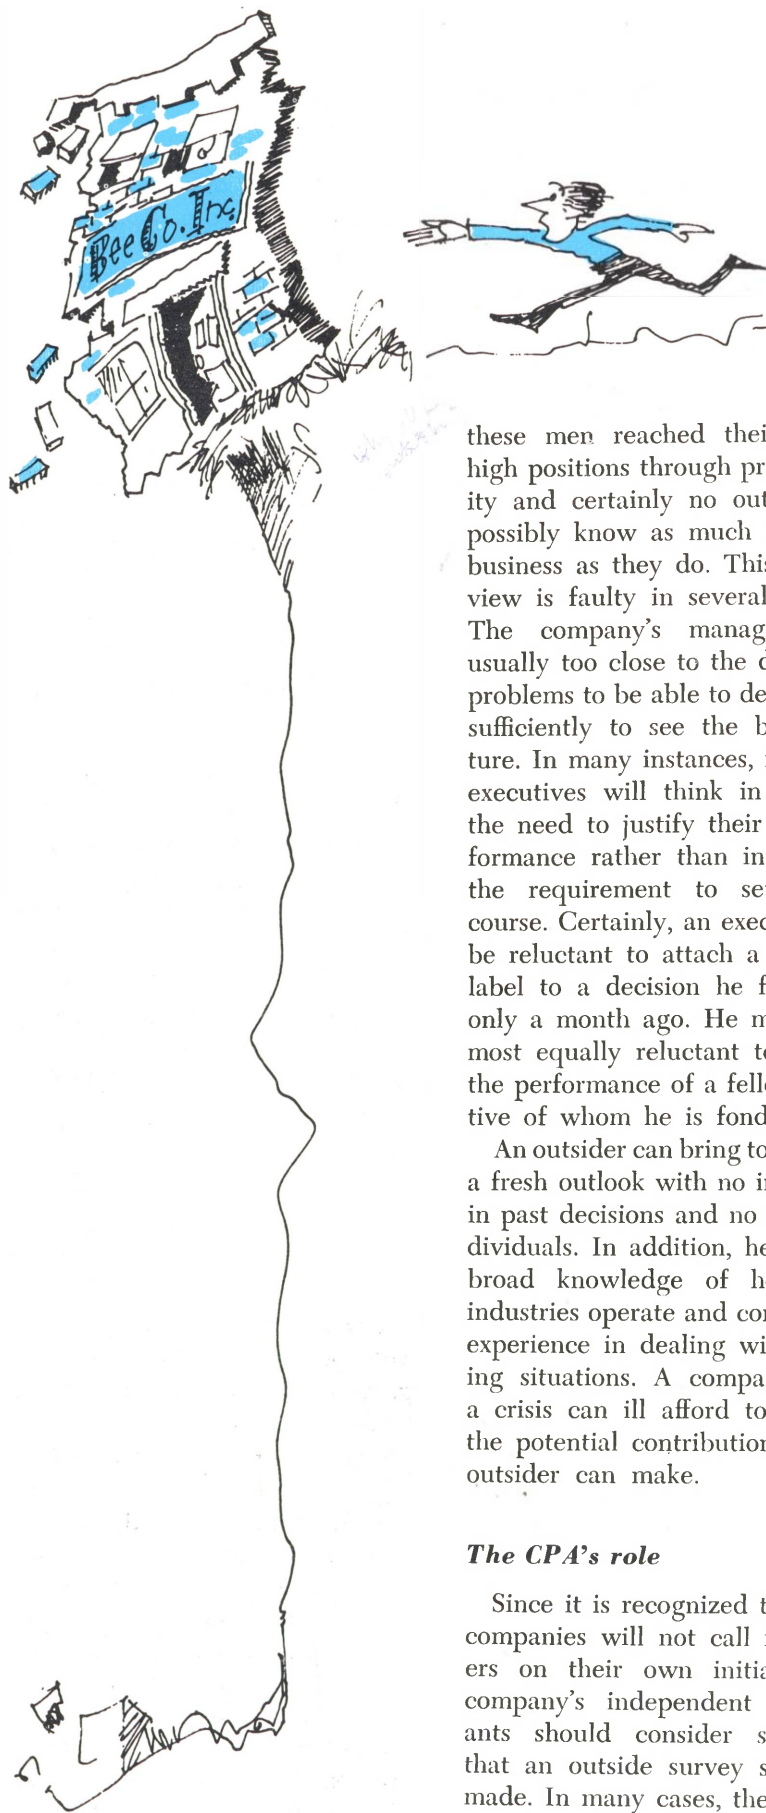 Bee Co. Inc.
these men reached thei
high positions through pr
ity and certainly no out
possibly know as much
business as they do. This
view is faulty in several
The company's manag
usually too close to the d
problems to be able to de
sufficiently to see the b
ture. In many instances,
executives will think in
the need to justify their
formance rather than in
the requirement to se
course. Certainly, an exec
be reluctant to attach a
label to a decision he f
only a month ago. He m
most equally reluctant to
the performance of a fell
tive of whom he is fond
An outsider can bring to
a fresh outlook with no i
in past decisions and no
dividuals. In addition, he
broad knowledge of h
industries operate and co
experience in dealing wi
ing situations. A compa
a crisis can ill afford to
the potential contribution
outsider can make.
The CPA's role
Since it is recognized t
companies will not call
ers on their own initia
company's independent
ants should consider s
that an outside survey s
made. In many cases, the